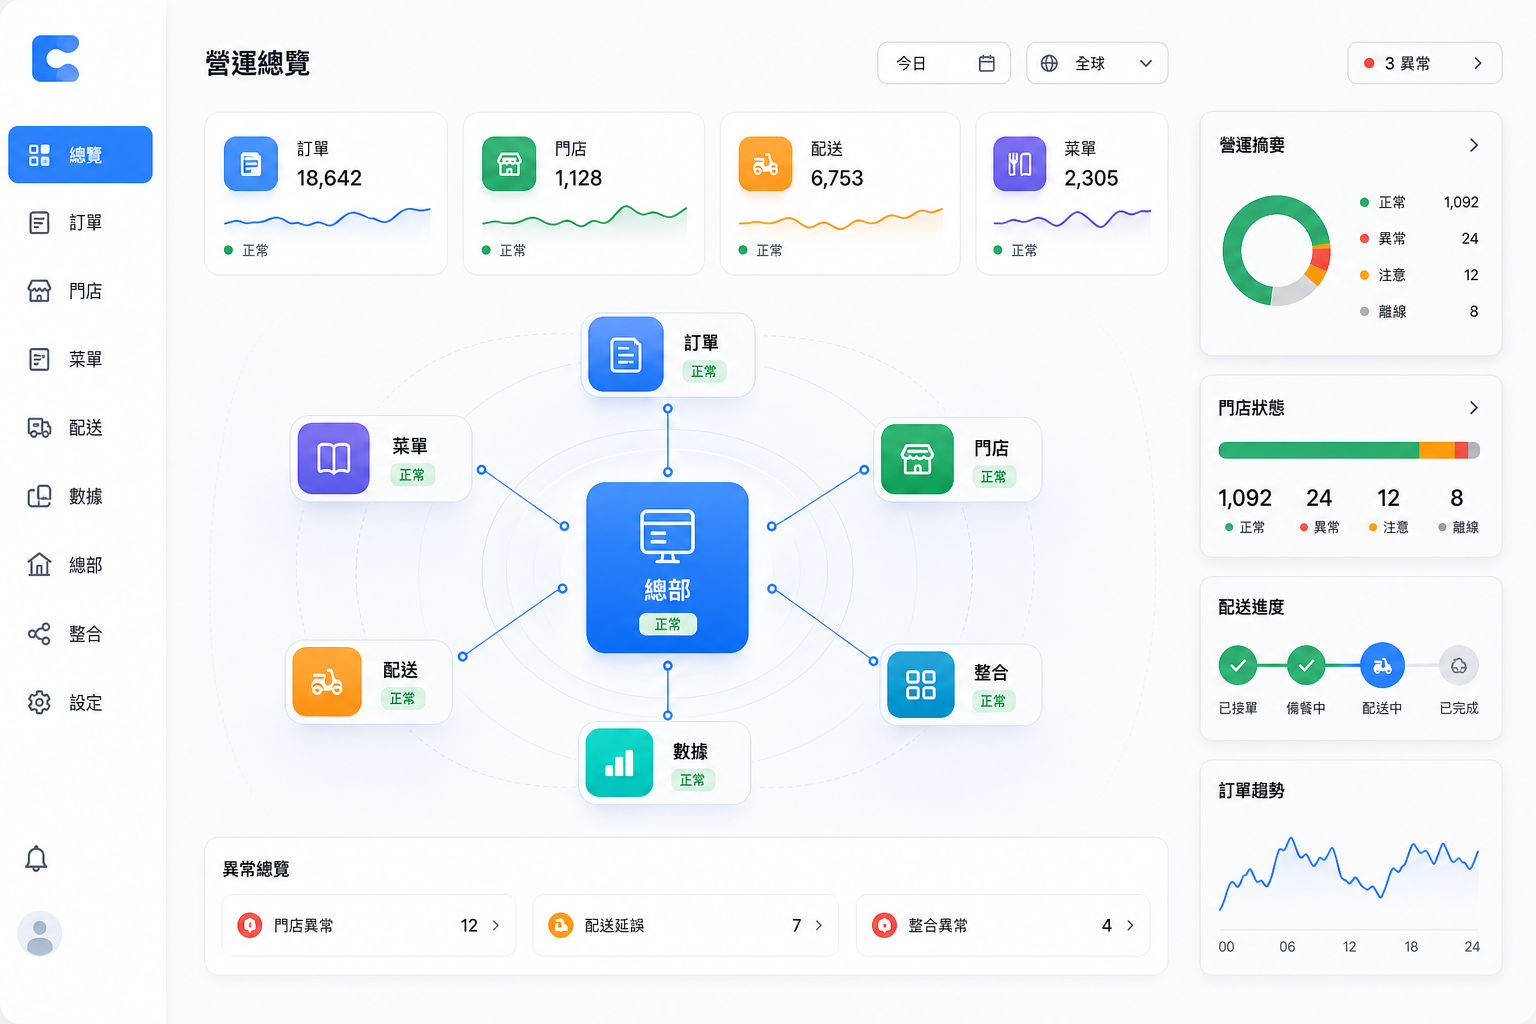 營運總覽
今日
全球
3 異常
總覽
訂單
門店
菜單
配送
數據
總部
整合
設定
訂單
18,642
正常
門店
1,128
正常
配送
6,753
正常
菜單
2,305
正常
訂單
正常
菜單
正常
門店
正常
總部
正常
配送
正常
整合
正常
數據
正常
異常總覽
門店異常 12
配送延誤 7
整合異常 4
營運摘要
正常 1,092
異常 24
注意 12
離線 8
門店狀態
1,092 24 12 8
正常 異常 注意 離線
配送進度
已接單 備餐中 配送中 已完成
訂單趨勢
00 06 12 18 24